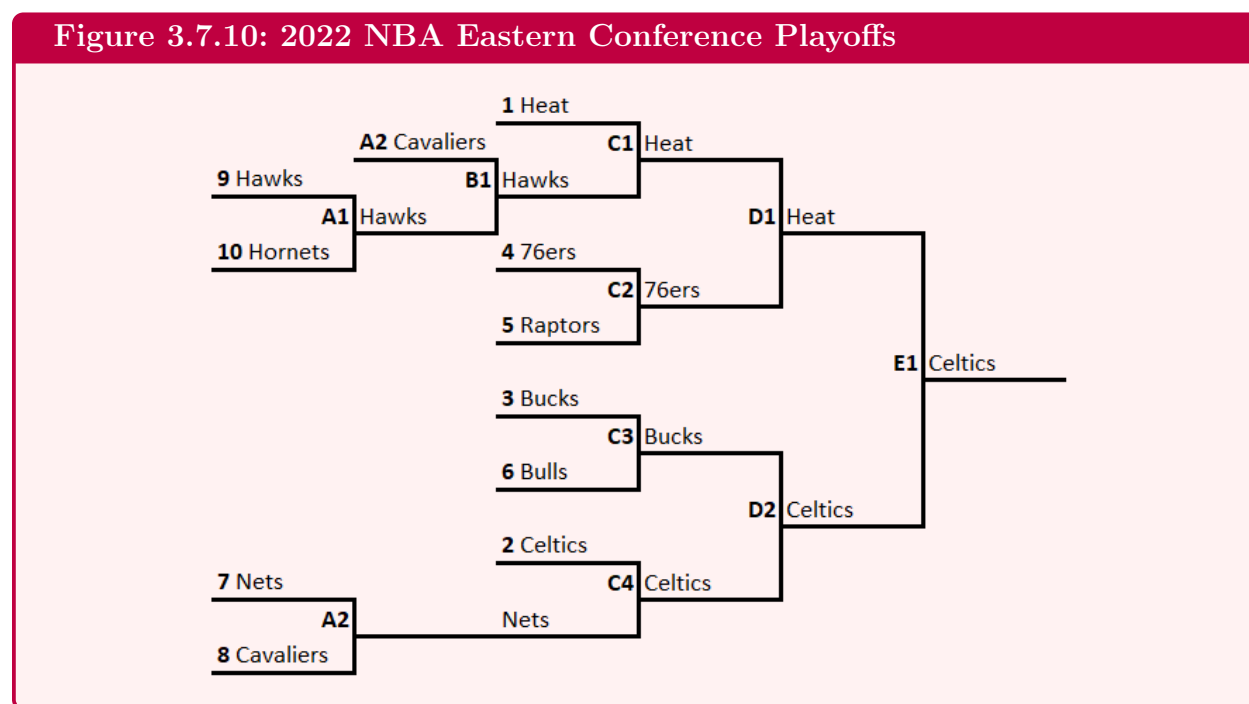 Figure 3.7.10: 2022 NBA Eastern Conference Playoffs
1 Heat
A2 Cavaliers
C1 Heat
9 Hawks
B1 Hawks
A1 Hawks
D1 Heat
10 Hornets
4 76ers
C2 76ers
5 Raptors
E1 Celtics
3 Bucks
C3 Bucks
6 Bulls
D2 Celtics
2 Celtics
7 Nets
C4 Celtics
A2
Nets
8 Cavaliers